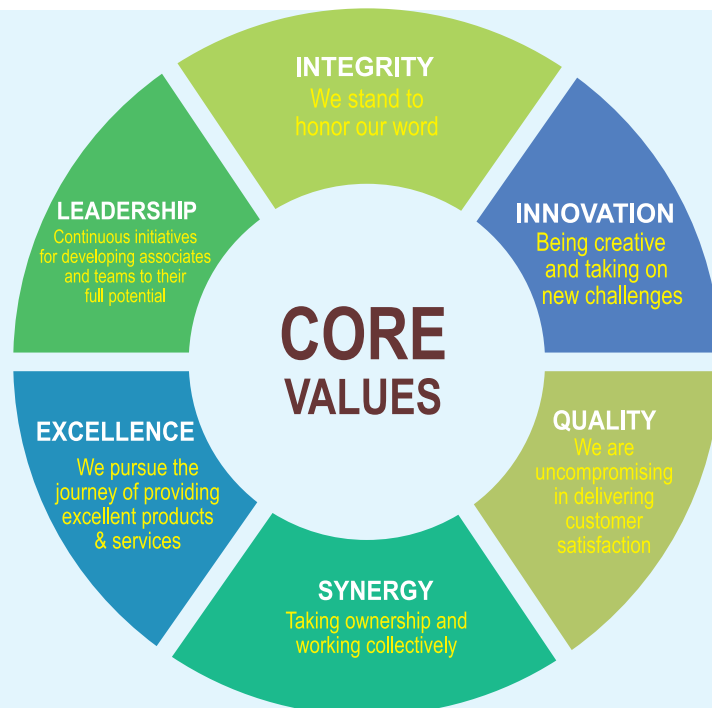 INTEGRITY
We stand to
honor our word
INNOVATION
Being creative
and taking on
new challenges
QUALITY
We are
uncompromising
in delivering
customer
satisfaction
SYNERGY
Taking ownership and
working collectively
EXCELLENCE
We pursue the
journey of providing
excellent products
& services
LEADERSHIP
Continuous initiatives
for developing associates
and teams to their
full potential
CORE
VALUES